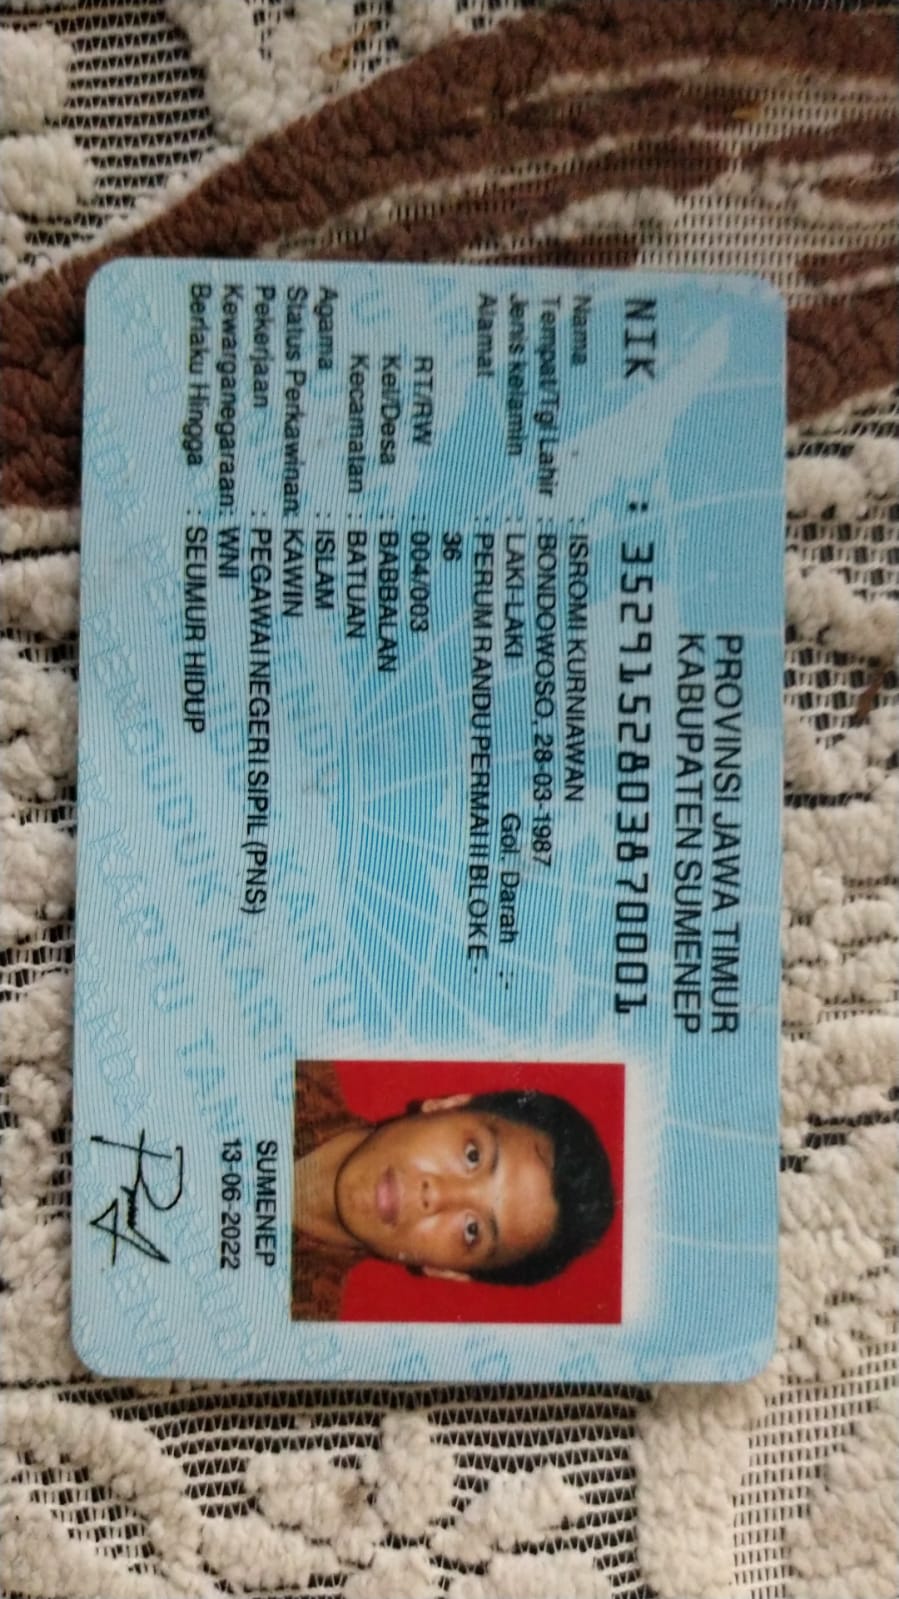 PROVINSI JAWA TIMUR
KABUPATEN SUMENEP
NIK : 3529152803870001
Nama : ISROMI KURNIAWAN
Tempat/Tgl Lahir : BONDOWOSO, 28-03-1987
Jenis kelamin : LAKI-LAKI Gol. Darah :-
Alamat : PERUM RANDU PERMAI II BLOK E -
36
RT/RW : 004/003
Kel/Desa : BABBALAN
Kecamatan : BATUAN
Agama : ISLAM
Status Perkawinan: KAWIN
Pekerjaan : PEGAWAI NEGERI SIPIL (PNS)
Kewarganegaraan: WNI
Berlaku Hingga : SEUMUR HIDUP
SUMENEP
13-06-2022